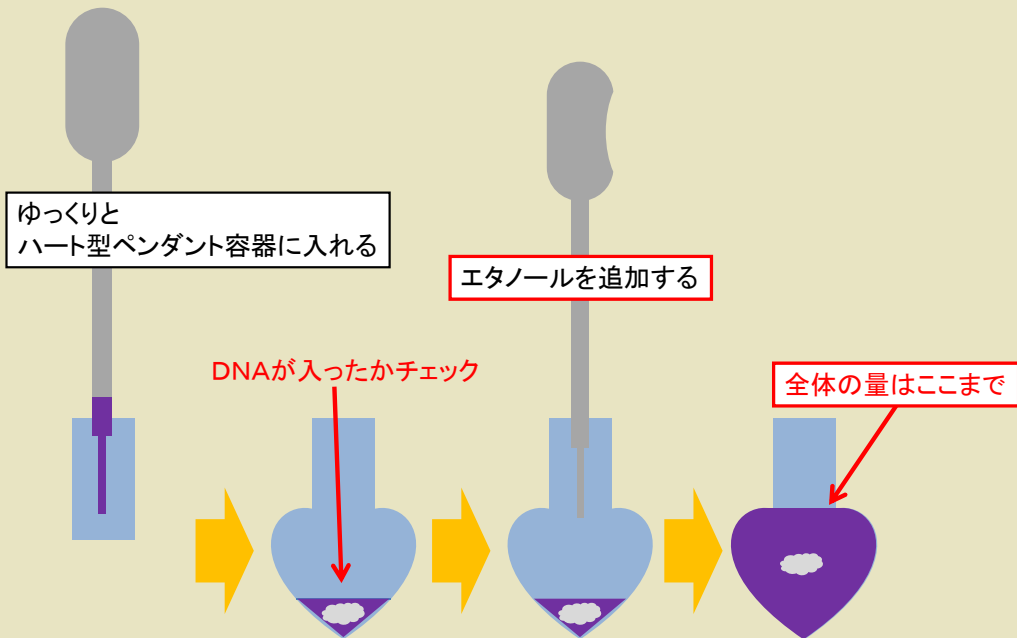 ゆっくりと
ハート型ペンダント容器に入れる
エタノールを追加する
DNAが入ったかチェック
全体の量はここまで